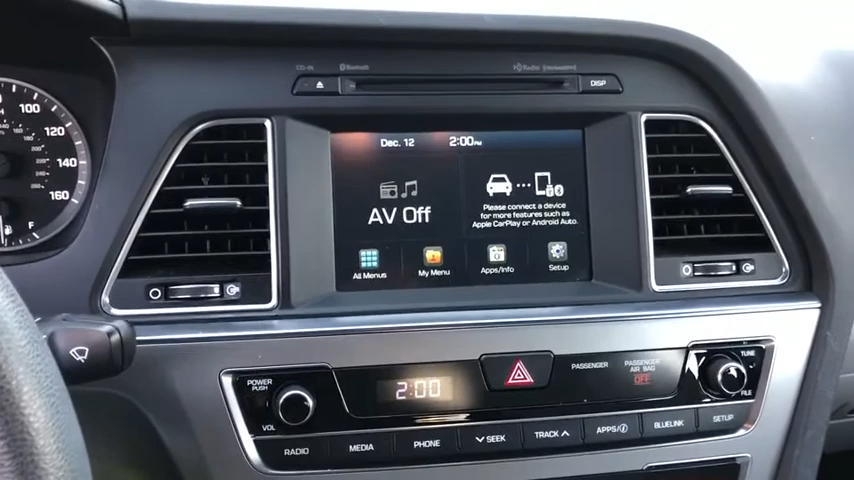 CD-IN
Bluetooth
HD Radio
SiriusXM
DISP
100
120
140
160
F
Dec. 12
2:00 PM
AV Off
Please connect a device
for more features such as
Apple CarPlay or Android Auto.
All Menus
My Menu
Apps/Info
Setup
POWER
PUSH
VOL
2:00
PASSENGER
PASSENGER
AIR BAG
OFF
TUNE
FILE
RADIO
MEDIA
PHONE
SEEK
TRACK
APPS/i
BLUELINK
SETUP